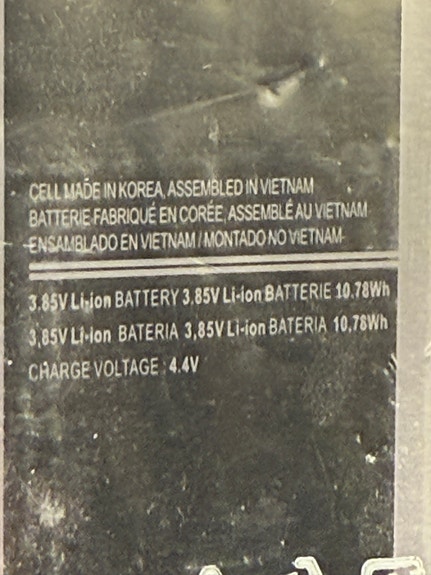 CELL MADE IN KOREA, ASSEMBLED IN VIETNAM
BATTERIE FABRIQUÉ EN CORÉE, ASSEMBLÉ AU VIETNAM
ENSAMBLADO EN VIETNAM / MONTADO NO VIETNAM
3.85V Li-ion BATTERY 3.85V Li-ion BATTERIE 10.78Wh
3,85V Li-ion BATERIA 3,85V Li-ion BATERIA 10,78Wh
CHARGE VOLTAGE : 4.4V